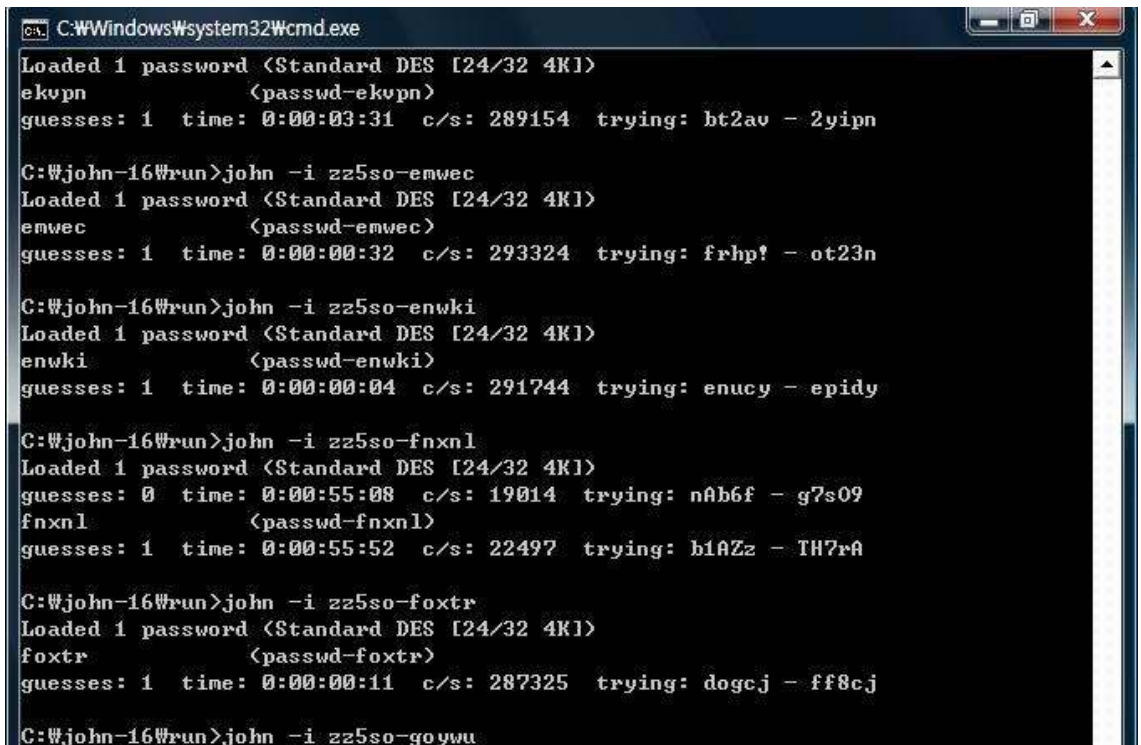 C:₩Windows₩system32₩cmd.exe
Loaded 1 password (Standard DES [24/32 4K])
ekvpn (passwd-ekvpn)
guesses: 1 time: 0:00:03:31 c/s: 289154 trying: bt2av - 2yipn
C:₩john-16₩run>john -i zz5so-emwec
Loaded 1 password (Standard DES [24/32 4K])
emwec (passwd-emwec)
guesses: 1 time: 0:00:00:32 c/s: 293324 trying: frhp! - ot23n
C:₩john-16₩run>john -i zz5so-enwki
Loaded 1 password (Standard DES [24/32 4K])
enwki (passwd-enwki)
guesses: 1 time: 0:00:00:04 c/s: 291744 trying: enucy - epidy
C:₩john-16₩run>john -i zz5so-fnxnl
Loaded 1 password (Standard DES [24/32 4K])
guesses: 0 time: 0:00:55:08 c/s: 19014 trying: nAb6f - g7sO9
fnxnl (passwd-fnxnl)
guesses: 1 time: 0:00:55:52 c/s: 22497 trying: b1AZz - TH7rA
C:₩john-16₩run>john -i zz5so-foxtr
Loaded 1 password (Standard DES [24/32 4K])
foxtr (passwd-foxtr)
guesses: 1 time: 0:00:00:11 c/s: 287325 trying: dogcj - ff8cj
C:₩john-16₩run>john -i zz5so-goywu